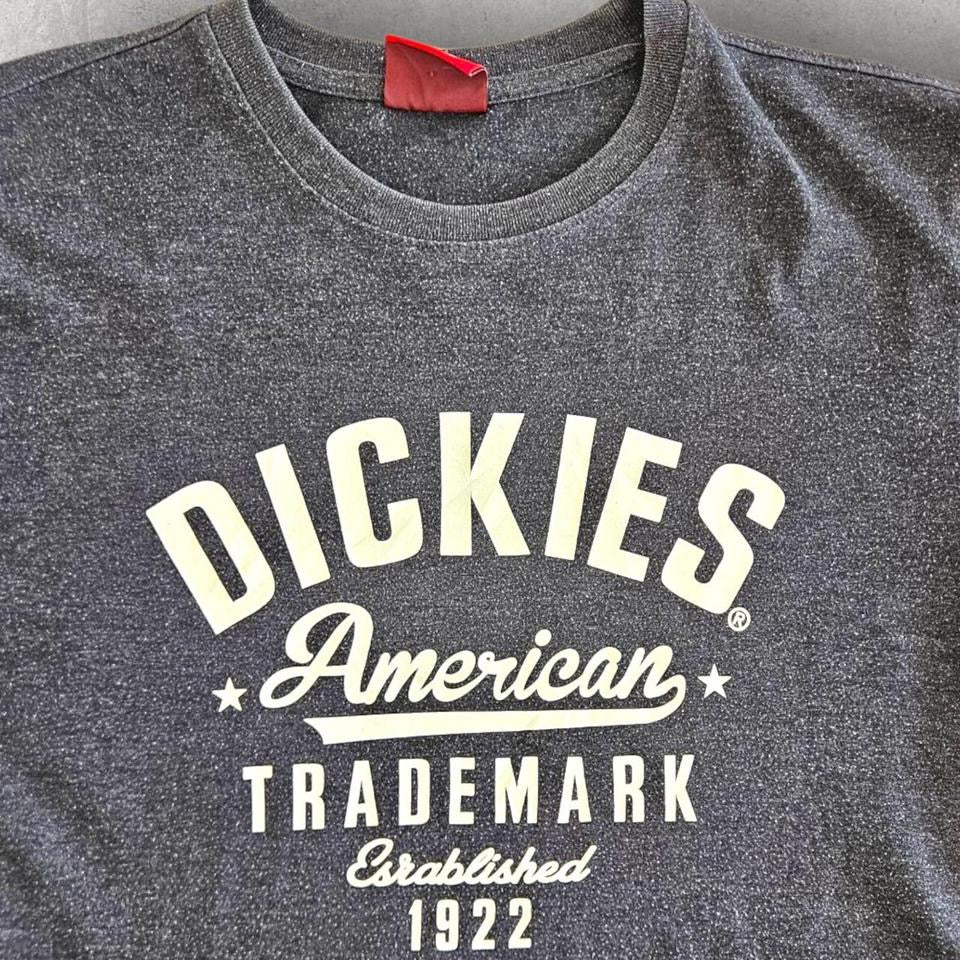 DICKIES®
American
TRADEMARK
Established
1922